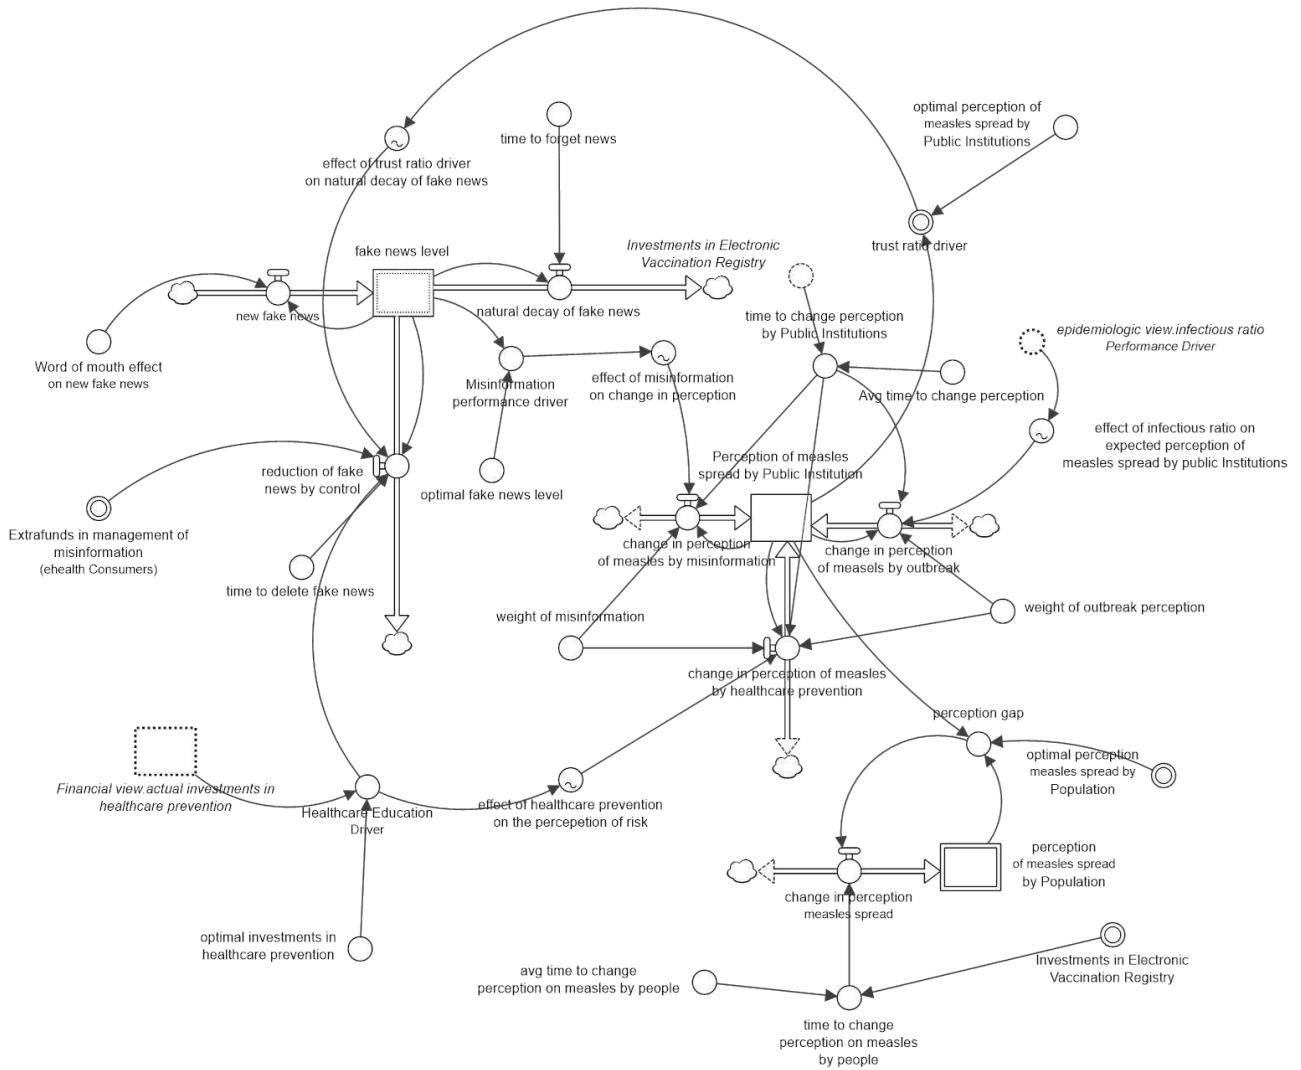 optimal perception of
measles spread by
Public Institutions
time to forget news
effect of trust ratio driver
on natural decay of fake news
trust ratio driver
fake news level
Investments in Electronic
Vaccination Registry
new fake news
natural decay of fake news
time to change perception
by Public Institutions
epidemiologic view.infectious ratio
Performance Driver
Word of mouth effect
on new fake news
Misinformation
performance driver
effect of misinformation
on change in perception
Avg time to change perception
effect of infectious ratio on
expected perception of
measles spread by public Institutions
reduction of fake
news by control
optimal fake news level
Perception of measles
spread by Public Institution
Extrafunds in management of
misinformation
(ehealth Consumers)
change in perception
of measles by misinformation
change in perception
of measels by outbreak
time to delete fake news
weight of misinformation
weight of outbreak perception
change in perception of measles
by healthcare prevention
perception gap
optimal perception
measles spread by
Population
Financial view.actual investments in
healthcare prevention
Healthcare Education
Driver
effect of healthcare prevention
on the percepetion of risk
perception
of measles spread
by Population
change in perception
measles spread
optimal investments in
healthcare prevention
avg time to change
perception on measles by people
Investments in Electronic
Vaccination Registry
time to change
perception on measles
by people